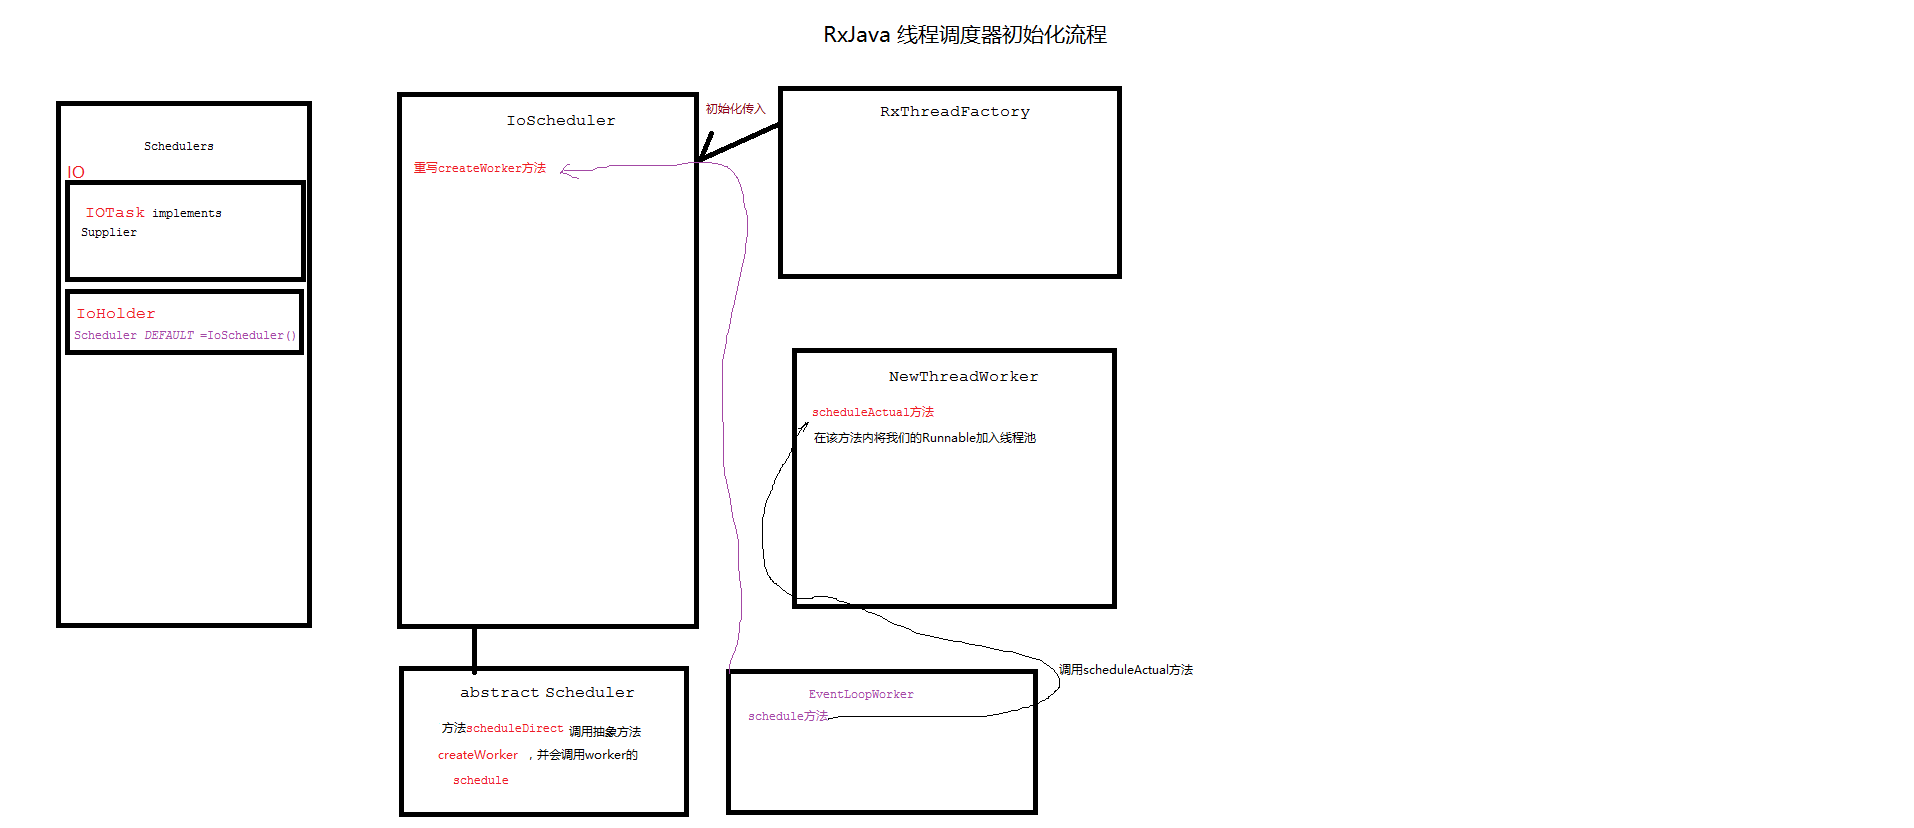 RxJava 线程调度器初始化流程
Schedulers
IO
IOTask implements
Supplier
IoHolder
Scheduler DEFAULT =IoScheduler()
IoScheduler
重写createWorker方法
初始化传入
RxThreadFactory
NewThreadWorker
scheduleActual方法
在该方法内将我们的Runnable加入线程池
abstract Scheduler
方法scheduleDirect 调用抽象方法
createWorker ，并会调用worker的
schedule
EventLoopWorker
schedule方法
调用scheduleActual方法